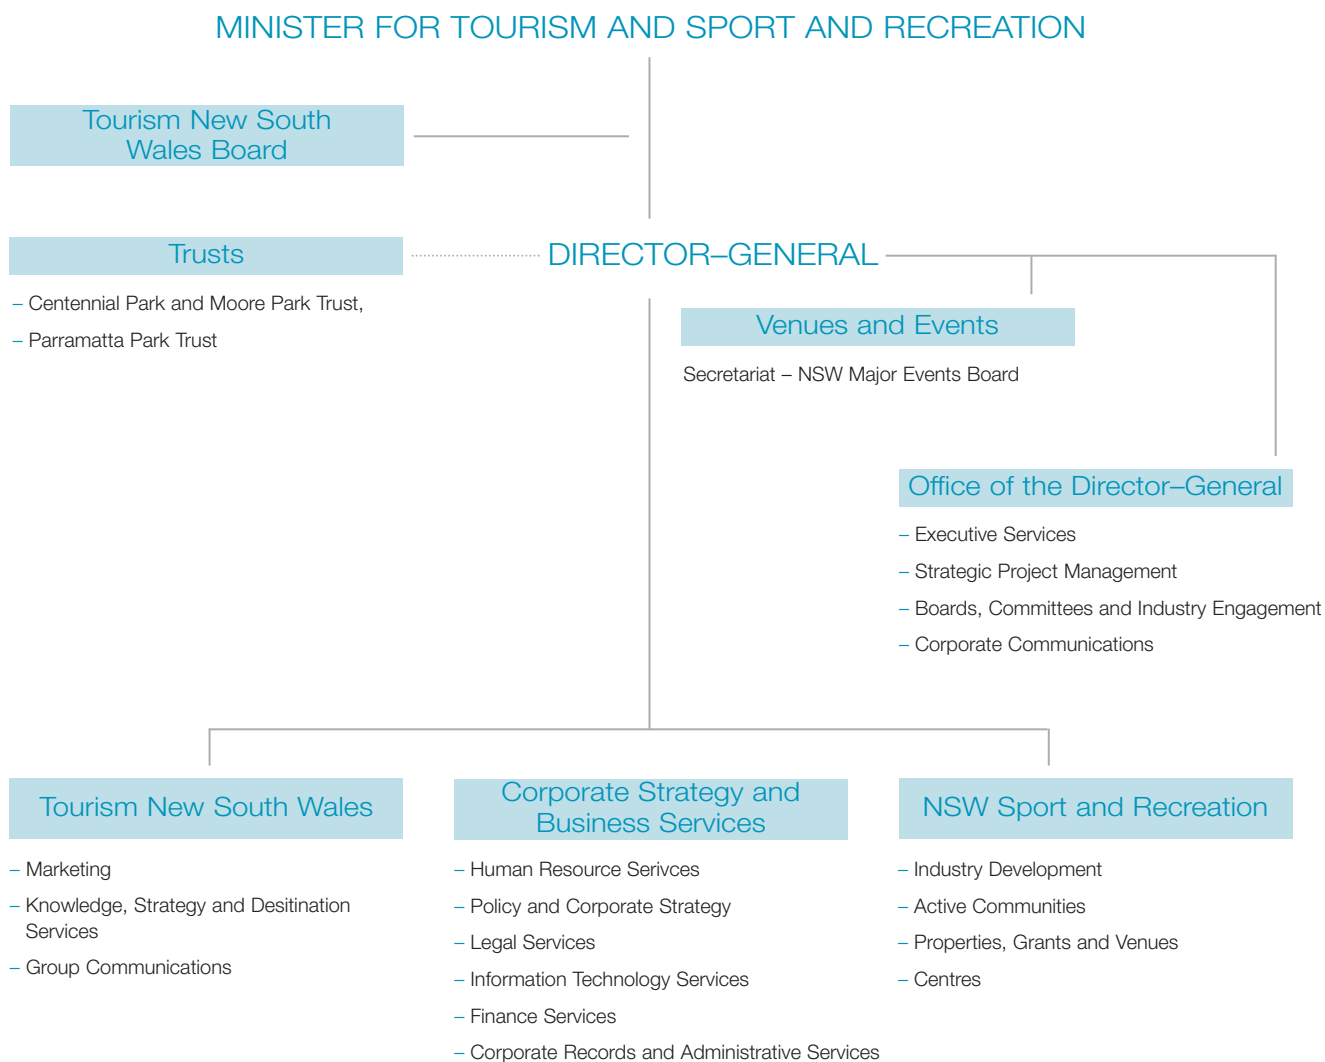 MINISTER FOR TOURISM AND SPORT AND RECREATION
Tourism New South
Wales Board
Trusts
– Centennial Park and Moore Park Trust,
– Parramatta Park Trust
DIRECTOR–GENERAL
Venues and Events
Secretariat – NSW Major Events Board
Office of the Director–General
– Executive Services
– Strategic Project Management
– Boards, Committees and Industry Engagement
– Corporate Communications
Tourism New South Wales
– Marketing
– Knowledge, Strategy and Desitination
Services
– Group Communications
Corporate Strategy and
Business Services
– Human Resource Serivces
– Policy and Corporate Strategy
– Legal Services
– Information Technology Services
– Finance Services
– Corporate Records and Administrative Services
NSW Sport and Recreation
– Industry Development
– Active Communities
– Properties, Grants and Venues
– Centres